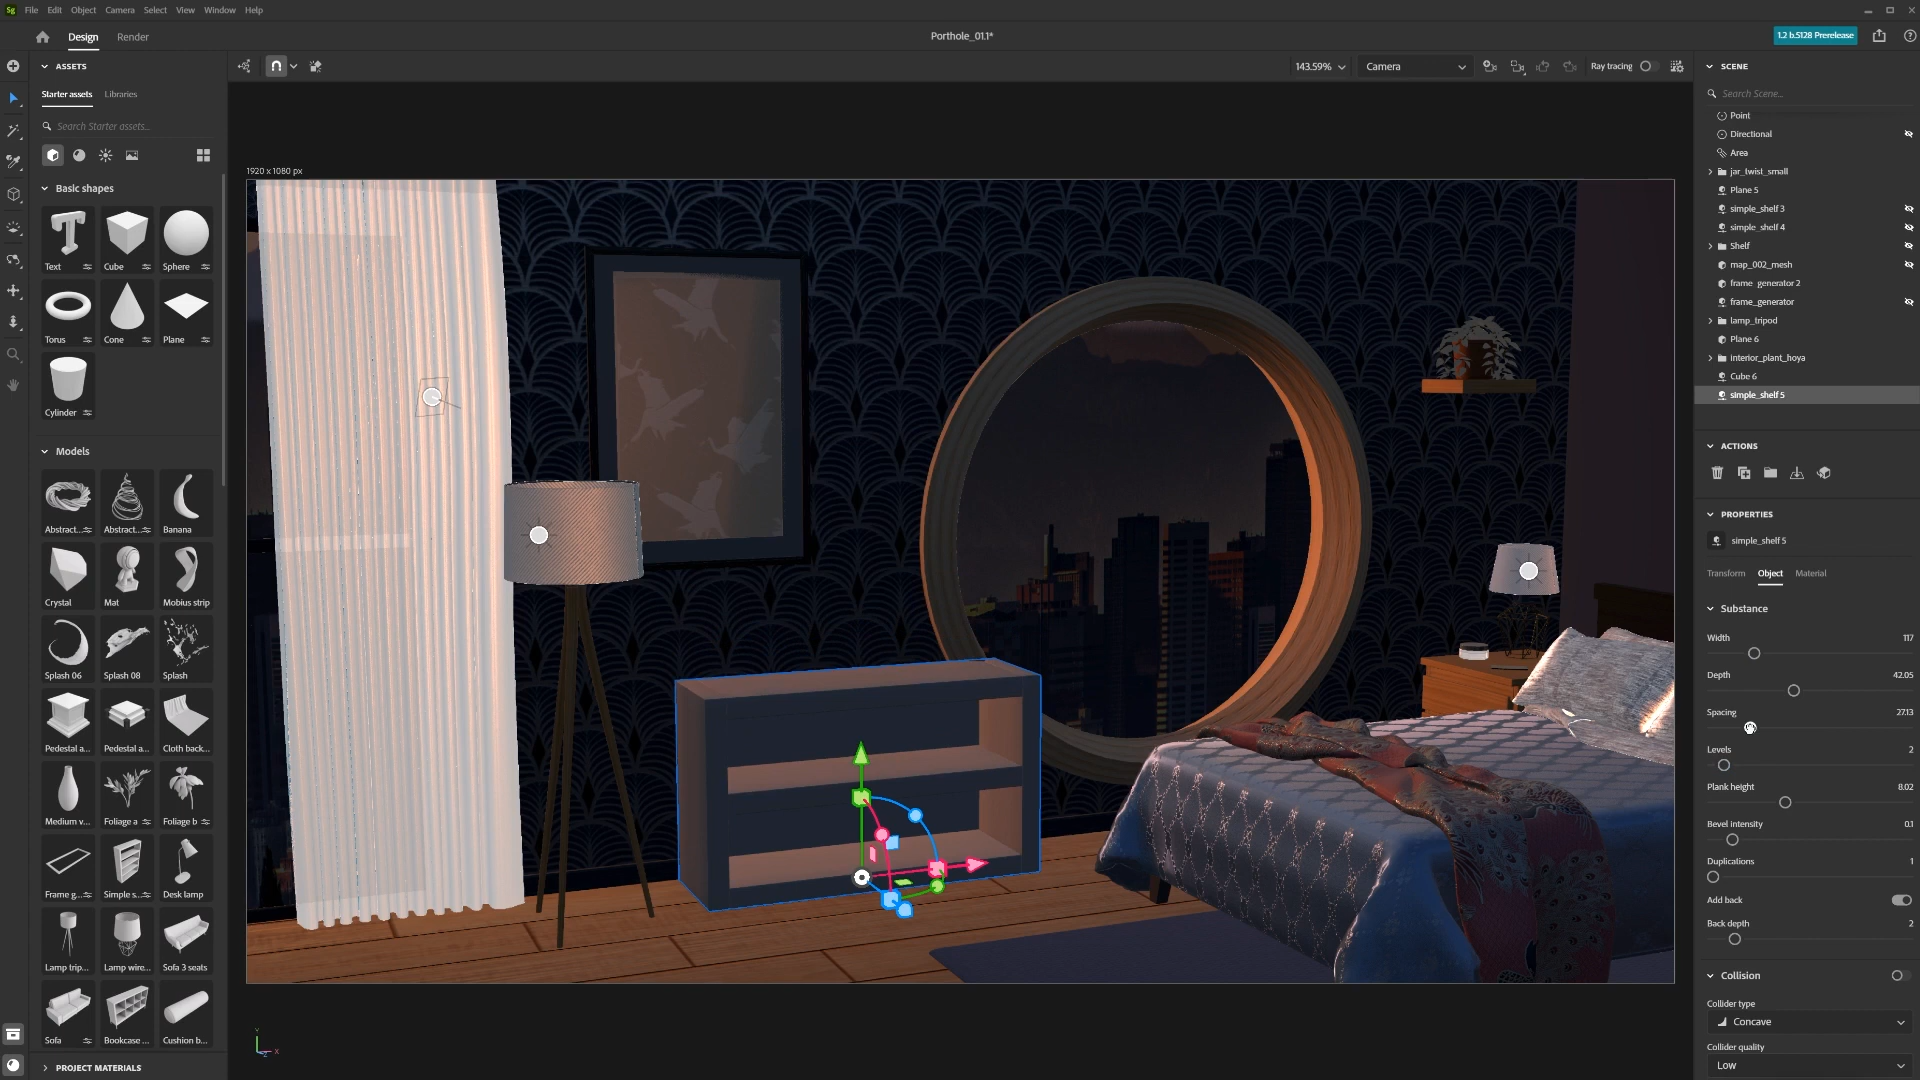 Sg File Edit Object Camera Select View Window Help
Design Render
Porthole_01.1*
1.2 b.5128 Prerelease
ASSETS
Starter assets Libraries
Search Starter assets...
Basic shapes
Text Cube Sphere
Torus Cone Plane
Cylinder
Models
Abstract... Abstract... Banana
Crystal Mat Mobius strip
Splash 06 Splash 08 Splash
Pedestal a... Pedestal a... Cloth back...
Medium v... Foliage a Foliage b
Frame g... Simple s... Desk lamp
Lamp trip... Lamp wire... Sofa 3 seats
Sofa Bookcase ... Cushion b...
PROJECT MATERIALS
143.59% Camera Ray tracing
1920 x 1080 px
Y
X
SCENE
Search Scene...
Point
Directional
Area
jar_twist_small
Plane 5
simple_shelf 3
simple_shelf 4
Shelf
map_002_mesh
frame_generator 2
frame_generator
lamp_tripod
Plane 6
interior_plant_hoya
Cube 6
simple_shelf 5
ACTIONS
PROPERTIES
simple_shelf 5
Transform Object Material
Substance
Width 117
Depth 42.05
Spacing 27.13
Levels 2
Plank height 8.02
Bevel intensity 0.1
Duplications 1
Add back
Back depth 2
Collision
Collider type
Concave
Collider quality
Low